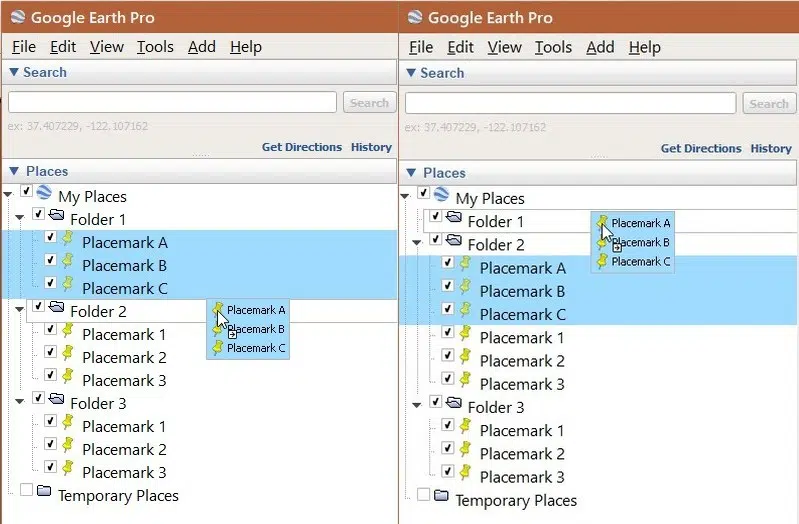 Google Earth Pro
File Edit View Tools Add Help
Search
Search
ex: 37.407229, -122.107162
Get Directions History
Places
My Places
Folder 1
Placemark A
Placemark B
Placemark C
Folder 2
Placemark A
Placemark B
Placemark C
Placemark 1
Placemark 2
Placemark 3
Folder 3
Placemark 1
Placemark 2
Placemark 3
Temporary Places
Google Earth Pro
File Edit View Tools Add Help
Search
Search
ex: 37.407229, -122.107162
Get Directions History
Places
My Places
Folder 1
Placemark A
Placemark B
Placemark C
Folder 2
Placemark A
Placemark B
Placemark C
Placemark 1
Placemark 2
Placemark 3
Folder 3
Placemark 1
Placemark 2
Placemark 3
Temporary Places